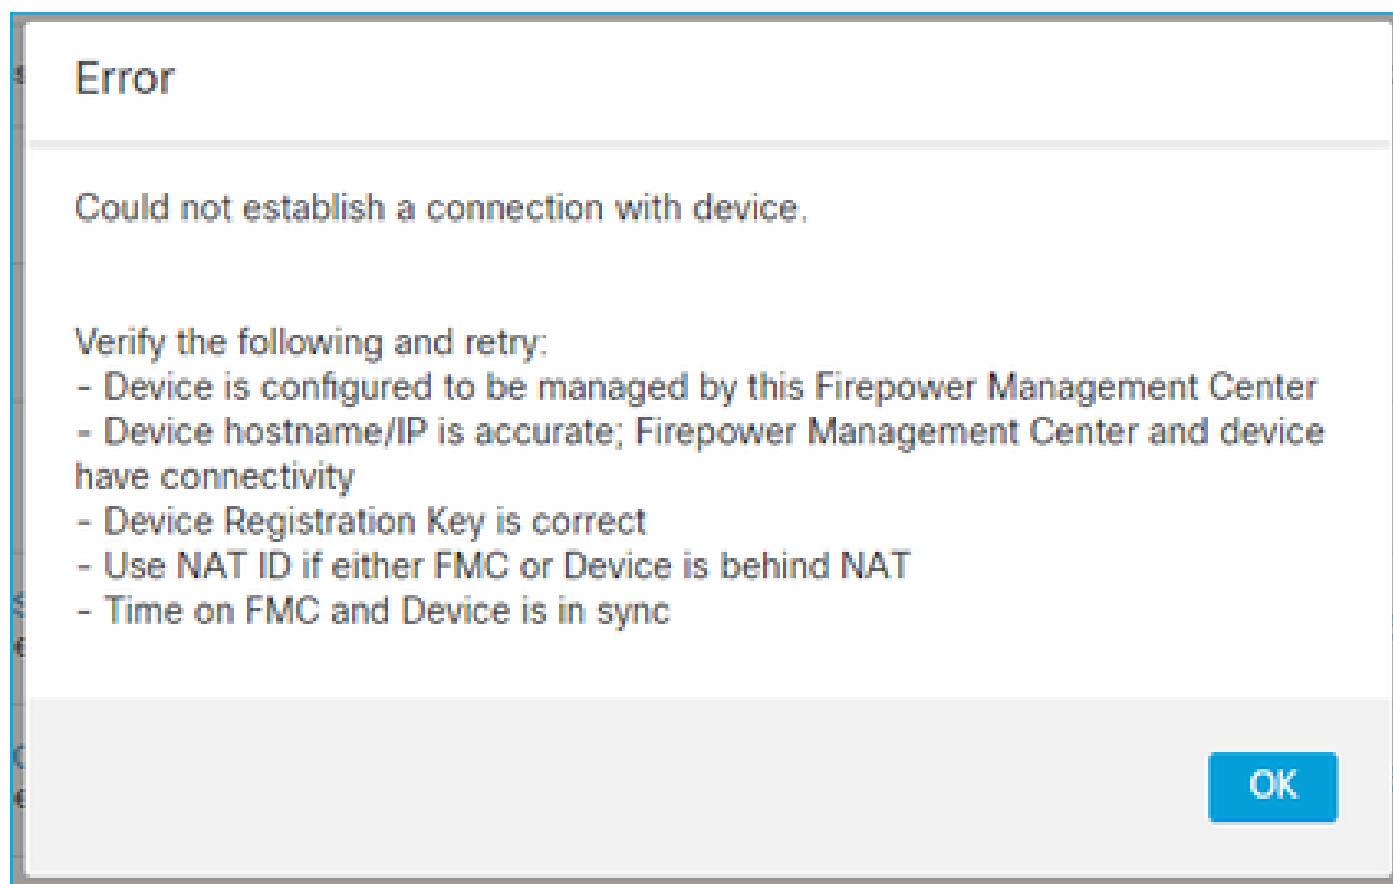 Error
Could not establish a connection with device.
Verify the following and retry:
- Device is configured to be managed by this Firepower Management Center
- Device hostname/IP is accurate; Firepower Management Center and device
have connectivity
- Device Registration Key is correct
- Use NAT ID if either FMC or Device is behind NAT
- Time on FMC and Device is in sync
OK